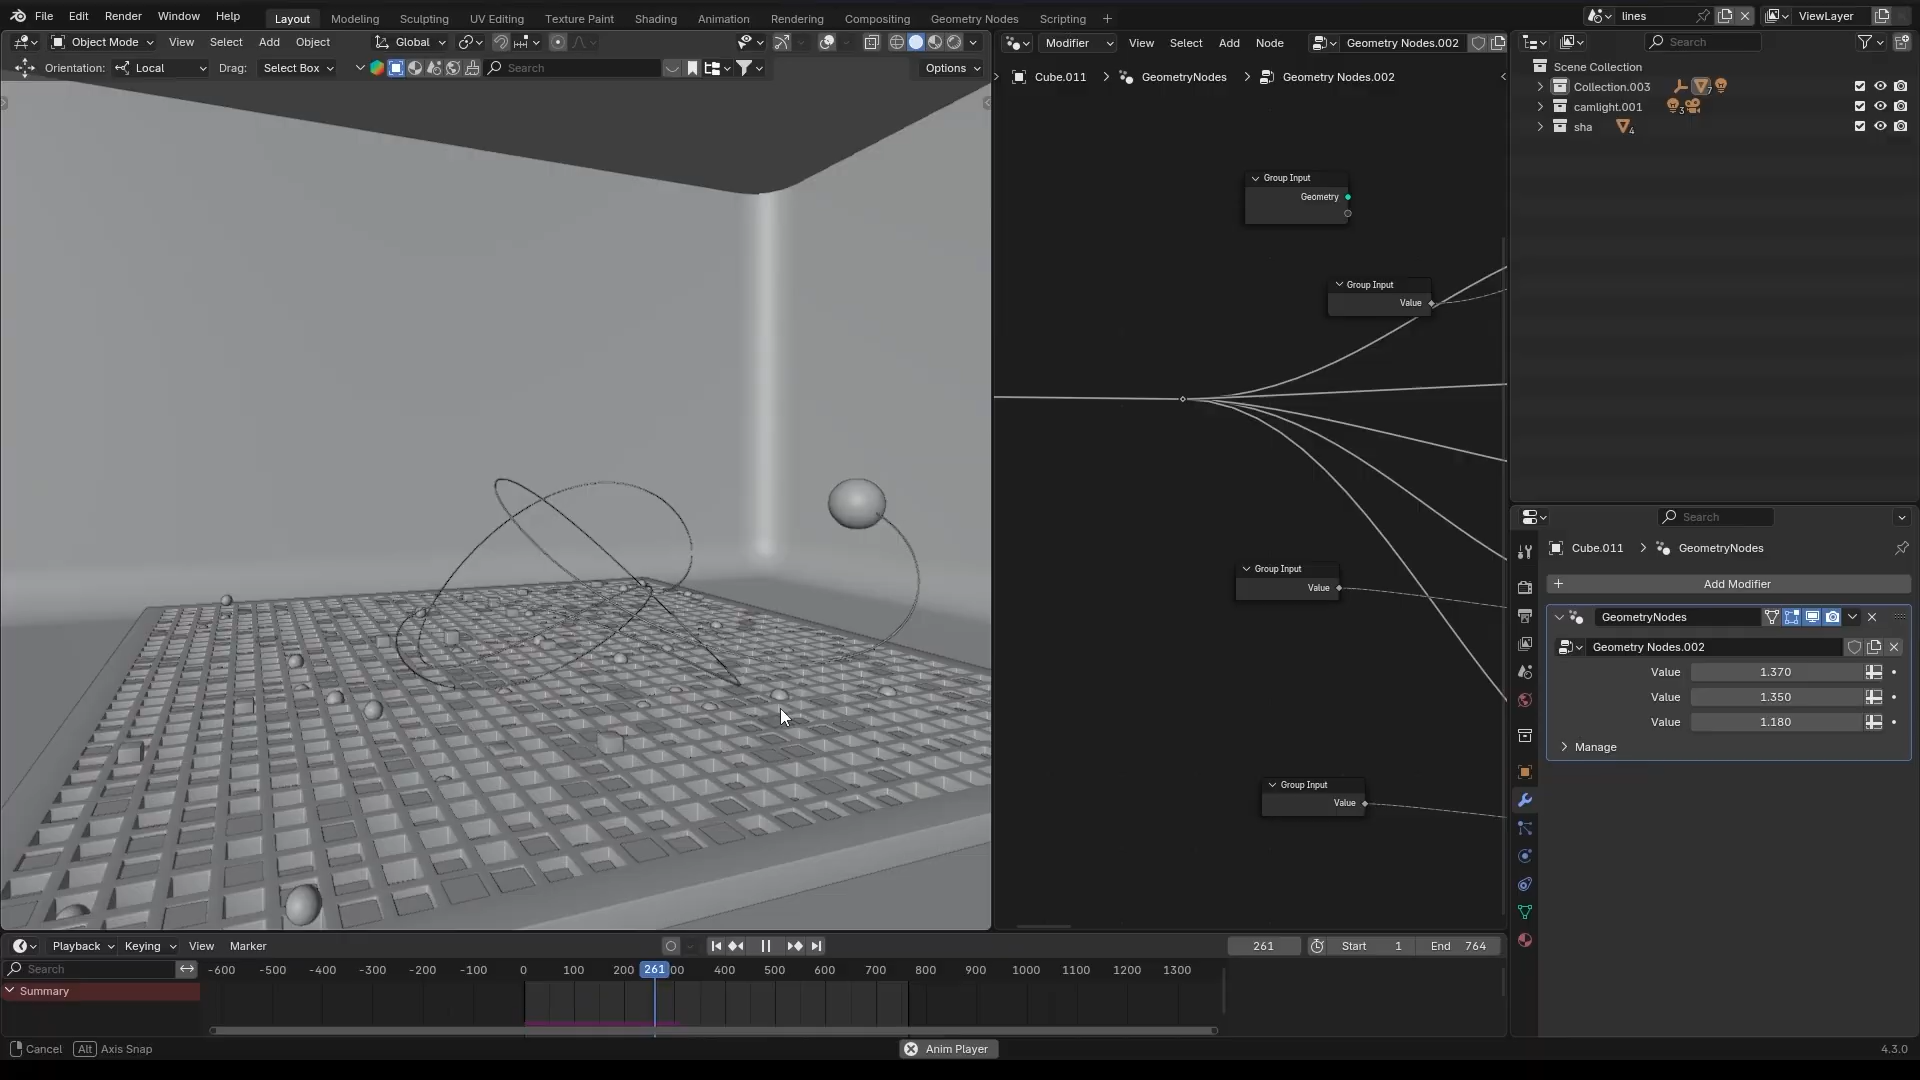 File Edit Render Window Help Layout Modeling Sculpting UV Editing Texture Paint Shading Animation Rendering Compositing Geometry Nodes Scripting + lines ViewLayer
Object Mode View Select Add Object Global
Modifier View Select Add Node Geometry Nodes.002
Search
Orientation: Local Drag: Select Box Search Options
Cube.011 > GeometryNodes > Geometry Nodes.002
Scene Collection
Collection.003 7
camlight.001 3
sha 4
Group Input
Geometry
Group Input
Value
Group Input
Value
Group Input
Value
Search
Cube.011 > GeometryNodes
+ Add Modifier
GeometryNodes
Geometry Nodes.002
Value 1.370
Value 1.350
Value 1.180
Manage
Playback Keying View Marker 261 Start 1 End 764
Search -600 -500 -400 -300 -200 -100 0 100 200 261 00 400 500 600 700 800 900 1000 1100 1200 1300
Summary
Cancel Alt Axis Snap Anim Player 4.3.0